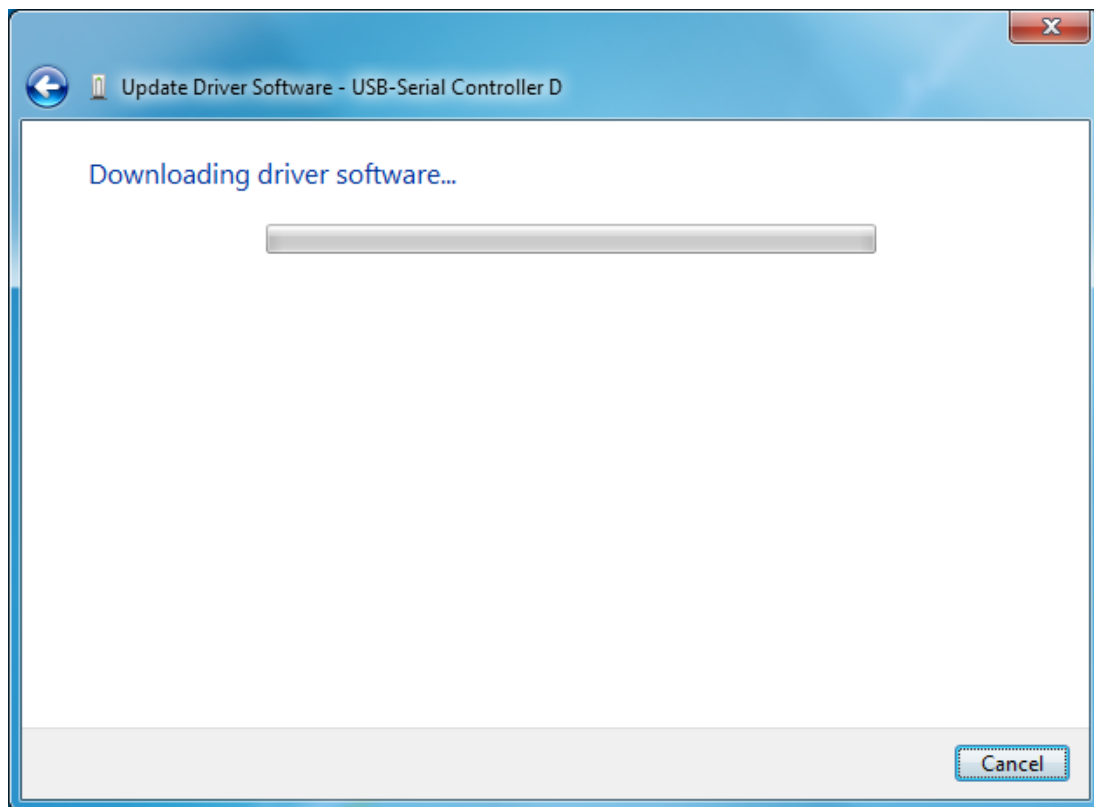 Update Driver Software - USB-Serial Controller D
Downloading driver software...
Cancel